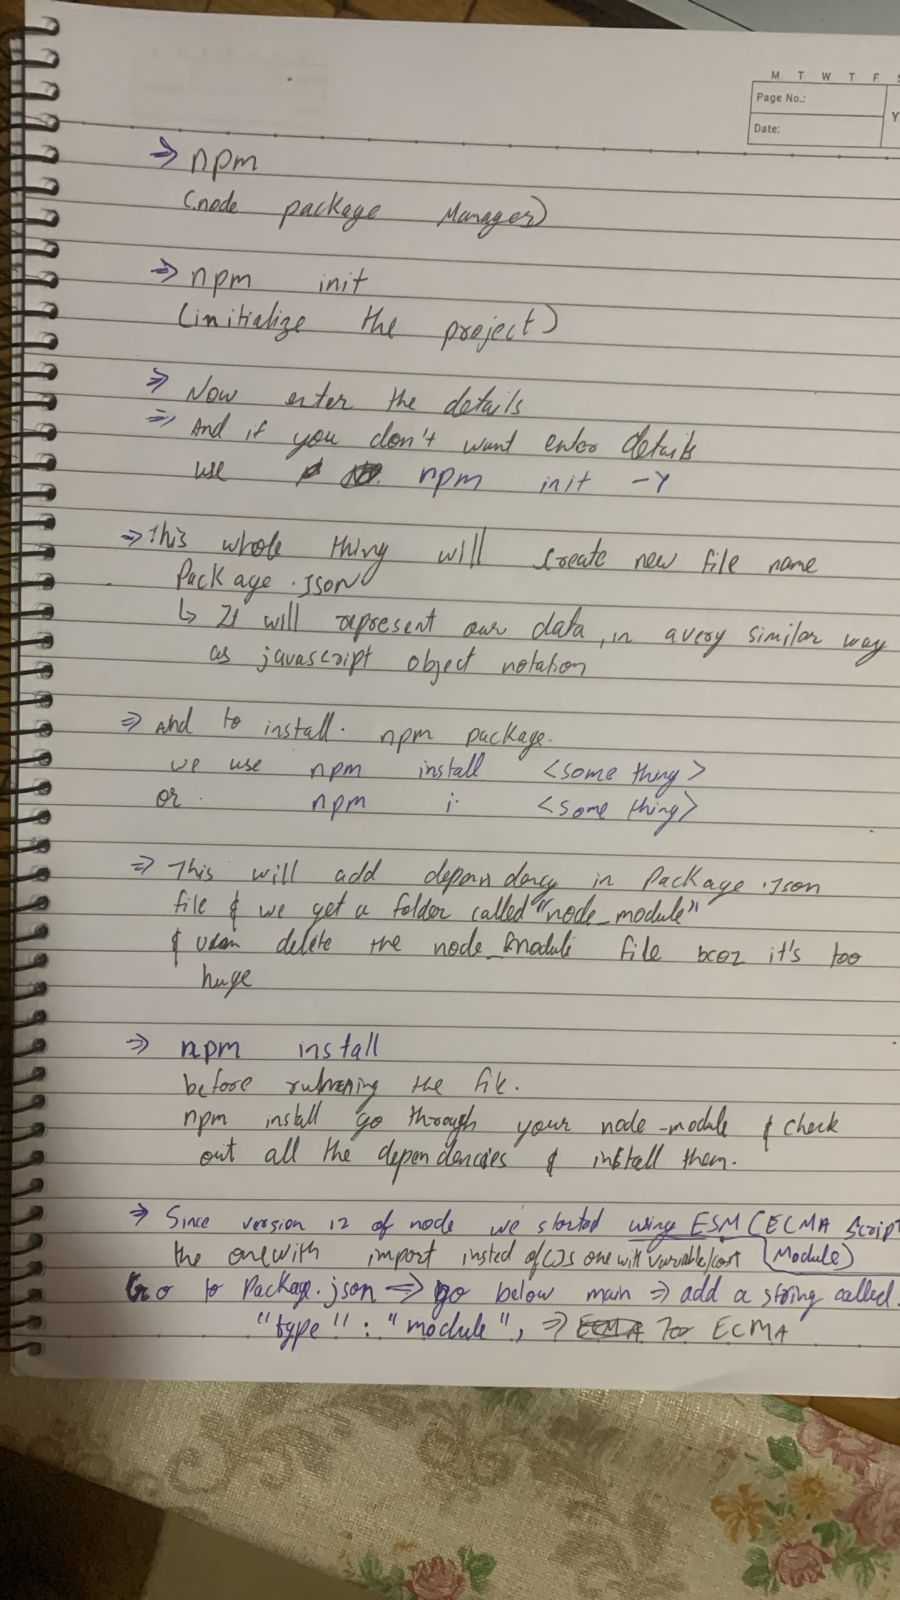 M T W T F S
Page No.:
Date:
Y
⇒ npm
(node package Manager)
⇒ npm init
(initialize the project)
⇒ Now enter the details
⇒ And if you don't want enter details
use npm init -Y
⇒ This whole thing will create new file name
Package.Json
↳ It will represent our data, in a very similar way
as javascript object notation
⇒ And to install. npm package.
we use npm install <some thing>
or. npm i. <some thing>
⇒ This will add dependancy in Package.Json
file & we get a folder called "node_module"
& delete the node_module file bcoz it's too
huge
⇒ npm install
before running the file.
npm install go through your node-module & check
out all the dependencies & install them.
⇒ Since version 12 of node we started using ESM (ECMA Script
the one with import insted of CJS one with variable/cost Module)
Go to Package.json ⇒ go below main ⇒ add a string called.
"type" : "module", ⇒ ECMA For ECMA